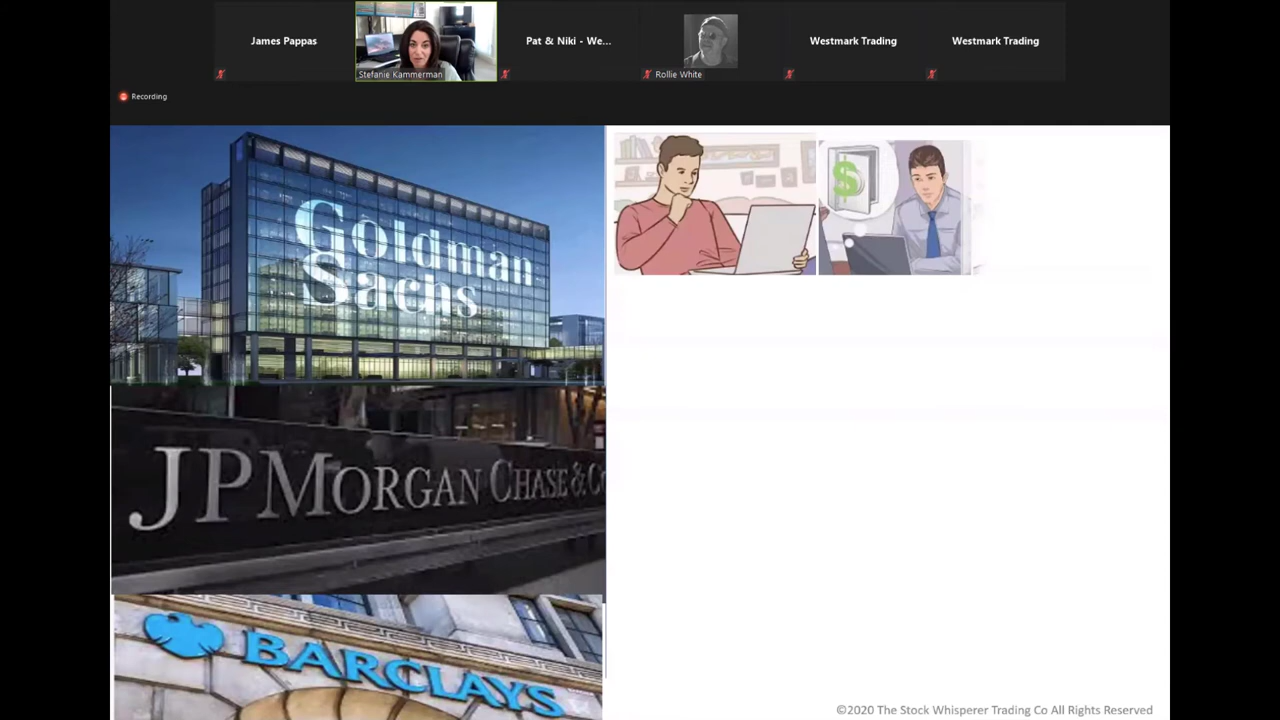 James Pappas
Stefanie Kammerman
Pat & Niki - We...
Rollie White
Westmark Trading
Westmark Trading
Recording
Goldman
Sachs
JPMORGAN CHASE & C
BARCLAYS
$
©2020 The Stock Whisperer Trading Co All Rights Reserved